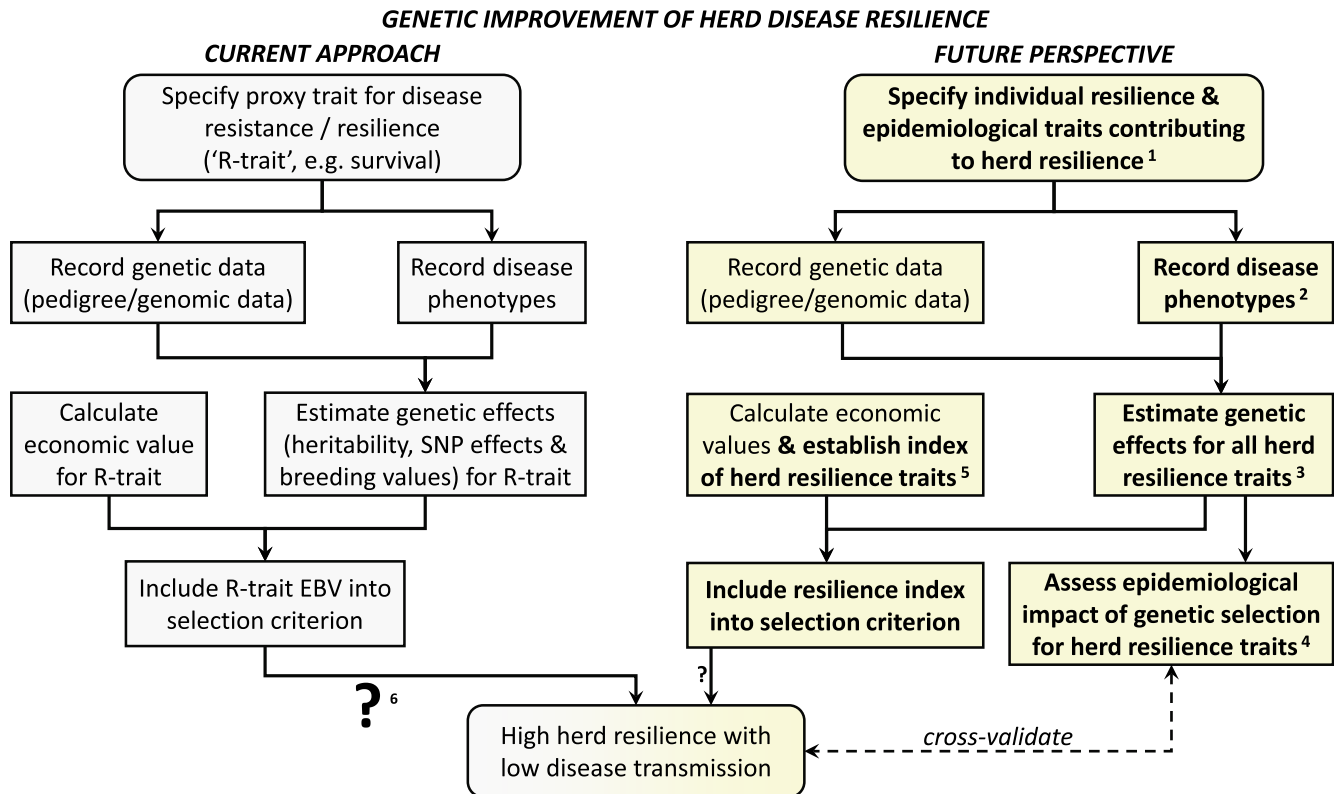 GENETIC IMPROVEMENT OF HERD DISEASE RESILIENCE
CURRENT APPROACH
Specify proxy trait for disease
resistance / resilience
(‘R-trait’, e.g. survival)
Record genetic data
(pedigree/genomic data)
Record disease
phenotypes
Calculate
economic value
for R-trait
Estimate genetic effects
(heritability, SNP effects &
breeding values) for R-trait
Include R-trait EBV into
selection criterion
? 6
FUTURE PERSPECTIVE
Specify individual resilience &
epidemiological traits contributing
to herd resilience 1
Record genetic data
(pedigree/genomic data)
Record disease
phenotypes 2
Calculate economic
values & establish index
of herd resilience traits 5
Estimate genetic
effects for all herd
resilience traits 3
Include resilience index
into selection criterion
Assess epidemiological
impact of genetic selection
for herd resilience traits 4
?
High herd resilience with
low disease transmission
cross-validate